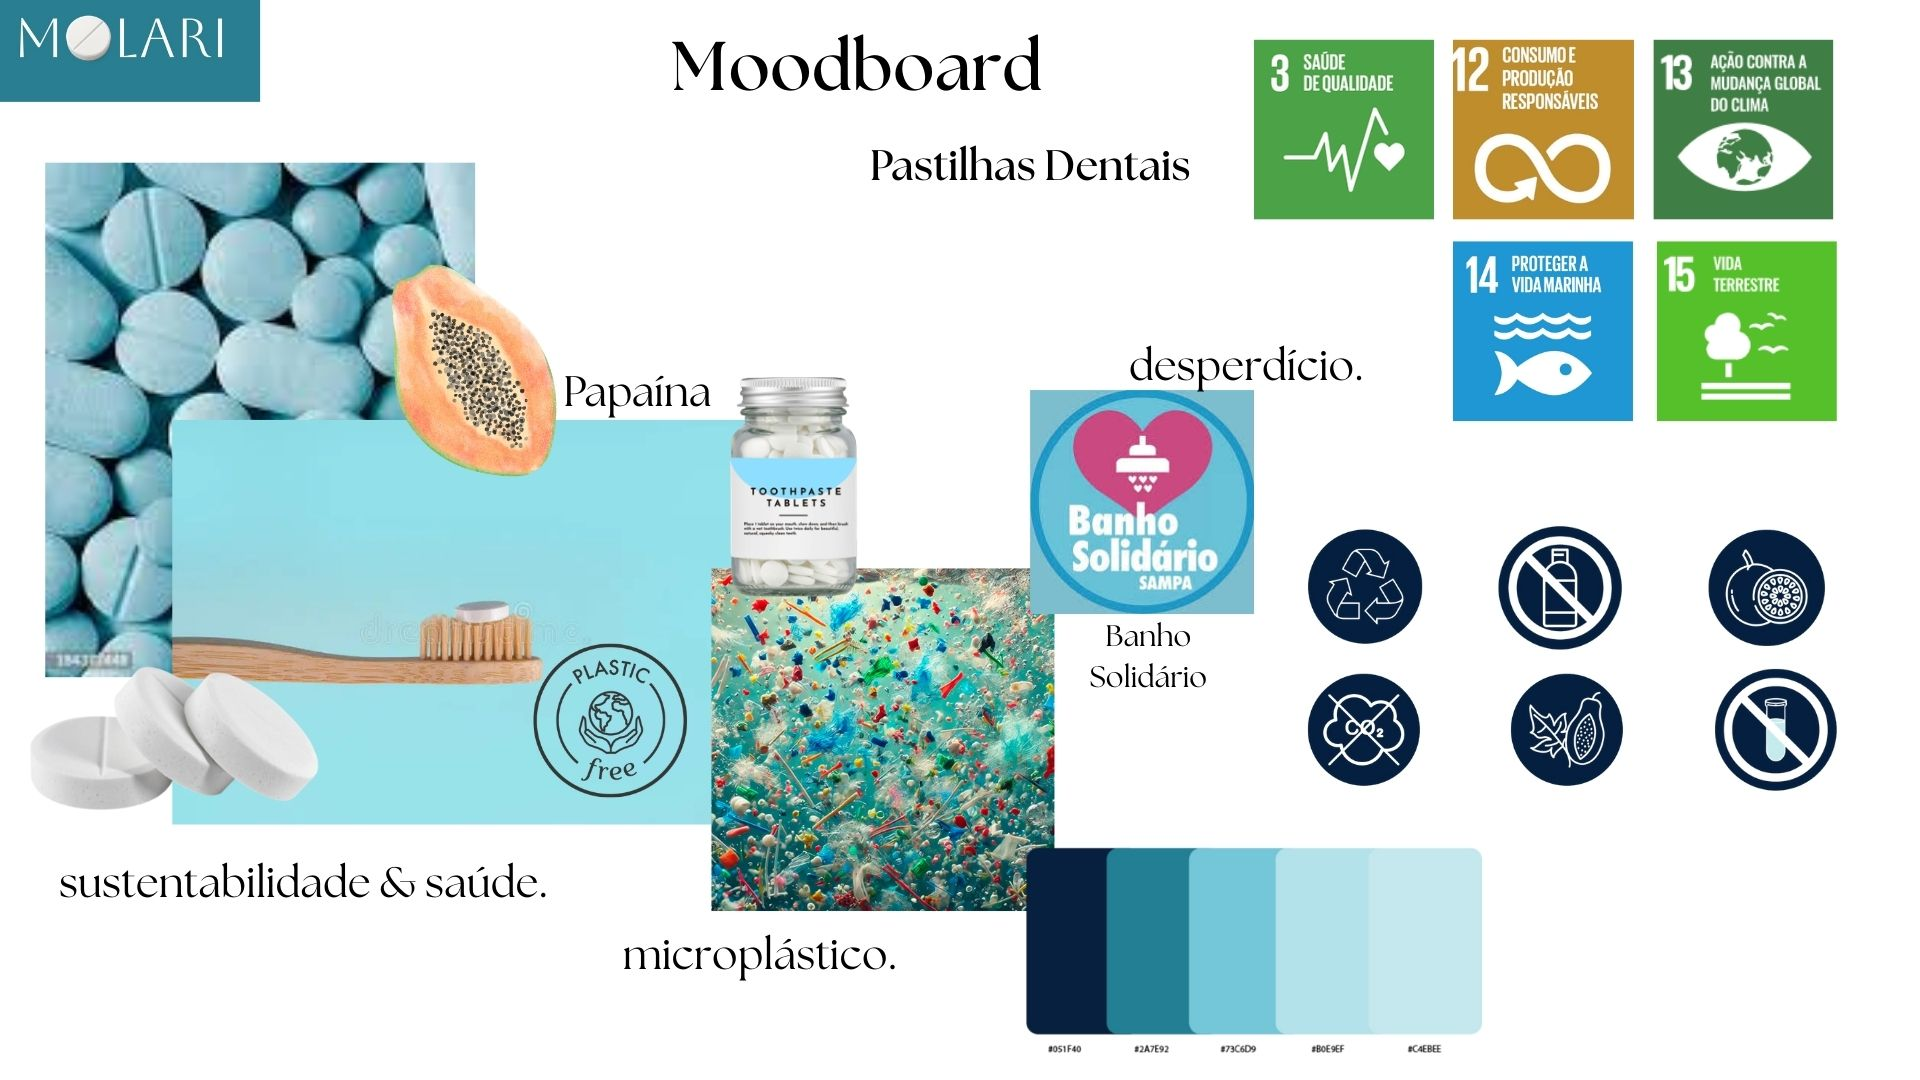 MOLARI
Moodboard
Pastilhas Dentais
3 SAÚDE
DE QUALIDADE
12 CONSUMO E
PRODUÇÃO
RESPONSÁVEIS
13 AÇÃO CONTRA A
MUDANÇA GLOBAL
DO CLIMA
14 PROTEGER A
VIDA MARINHA
15 VIDA
TERRESTRE
desperdício.
Papaína
TOOTHPASTE
TABLETS
Banho
Solidário
SAMPA
Banho
Solidário
PLASTIC
free
CO2
sustentabilidade & saúde.
microplástico.
#051F40
#2A7E92
#73C6D9
#B0E9EF
#C4EBEE